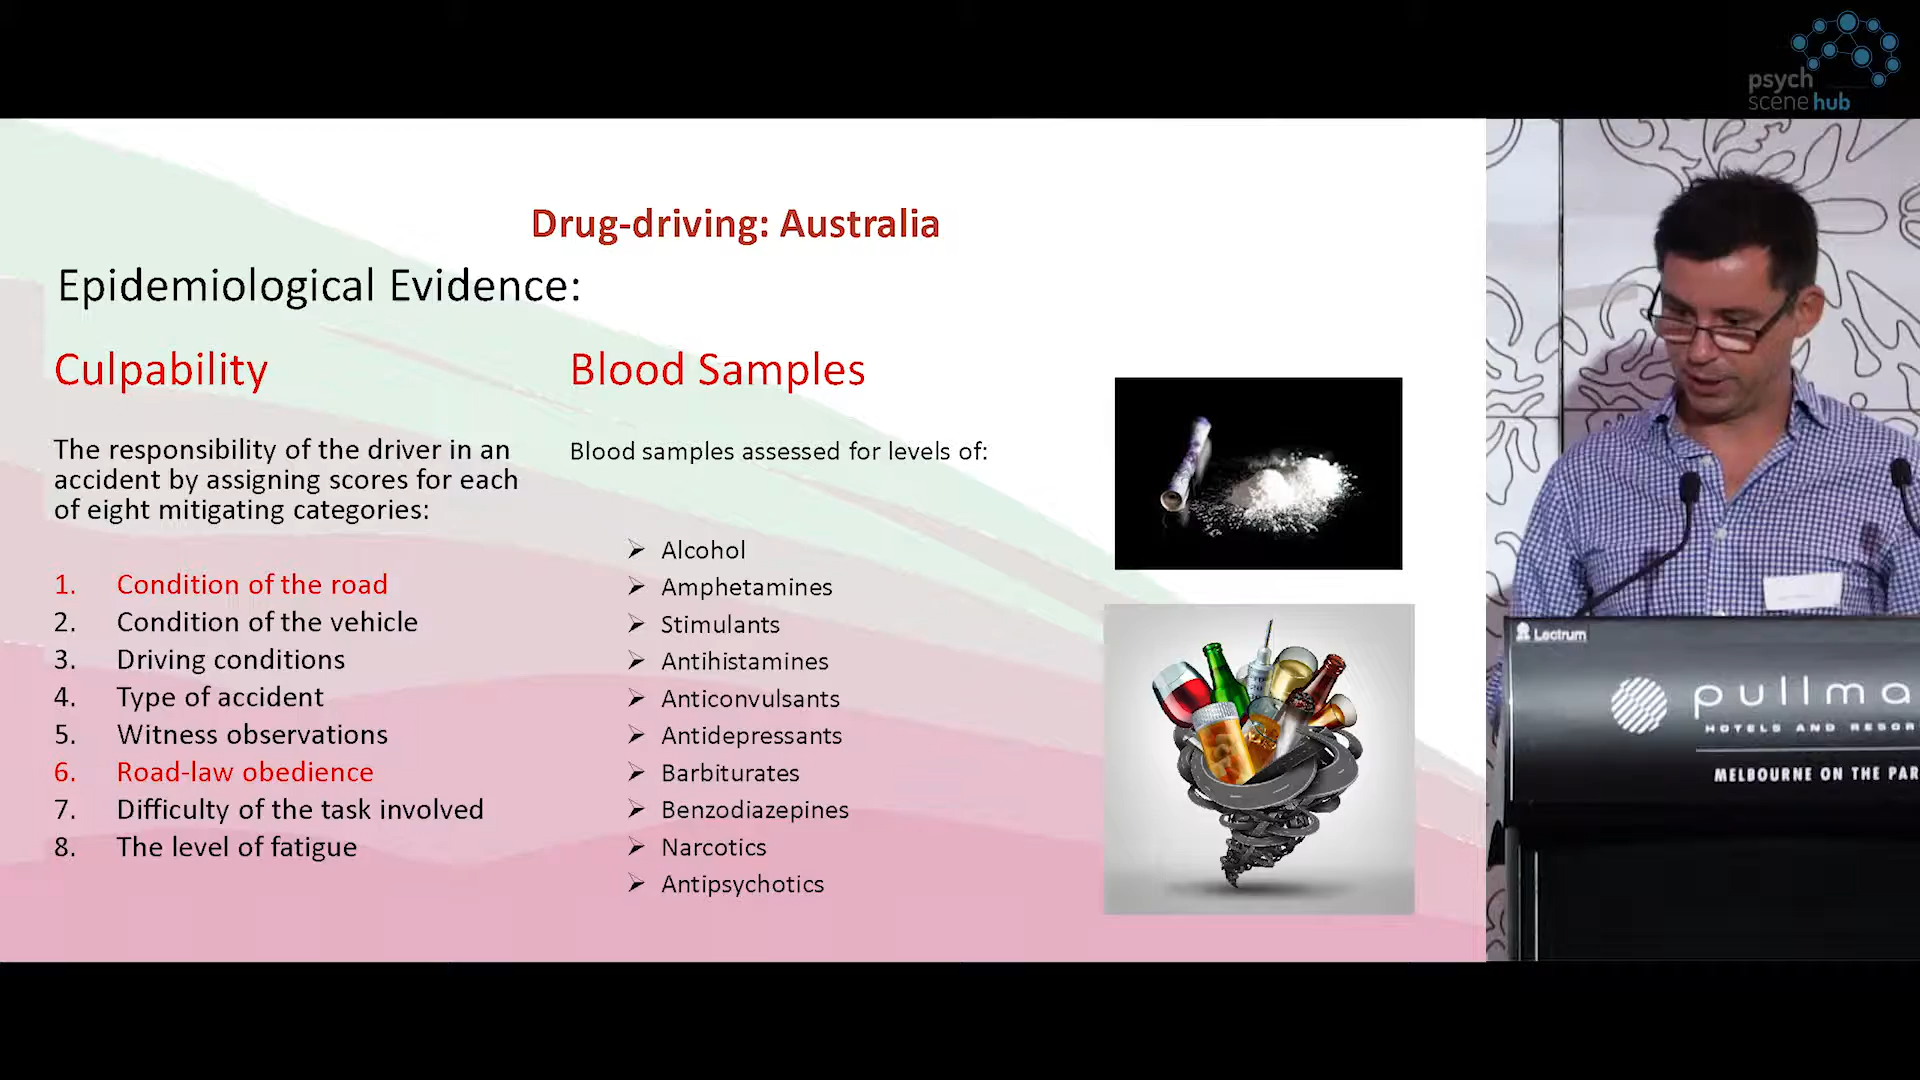 psych
scene hub
Drug-driving: Australia
Epidemiological Evidence:
Culpability
The responsibility of the driver in an
accident by assigning scores for each
of eight mitigating categories:
1. Condition of the road
2. Condition of the vehicle
3. Driving conditions
4. Type of accident
5. Witness observations
6. Road-law obedience
7. Difficulty of the task involved
8. The level of fatigue
Blood Samples
Blood samples assessed for levels of:
➢ Alcohol
➢ Amphetamines
➢ Stimulants
➢ Antihistamines
➢ Anticonvulsants
➢ Antidepressants
➢ Barbiturates
➢ Benzodiazepines
➢ Narcotics
➢ Antipsychotics
Lectrum
pullma
HOTELS AND RESOR
MELBOURNE ON THE PAR